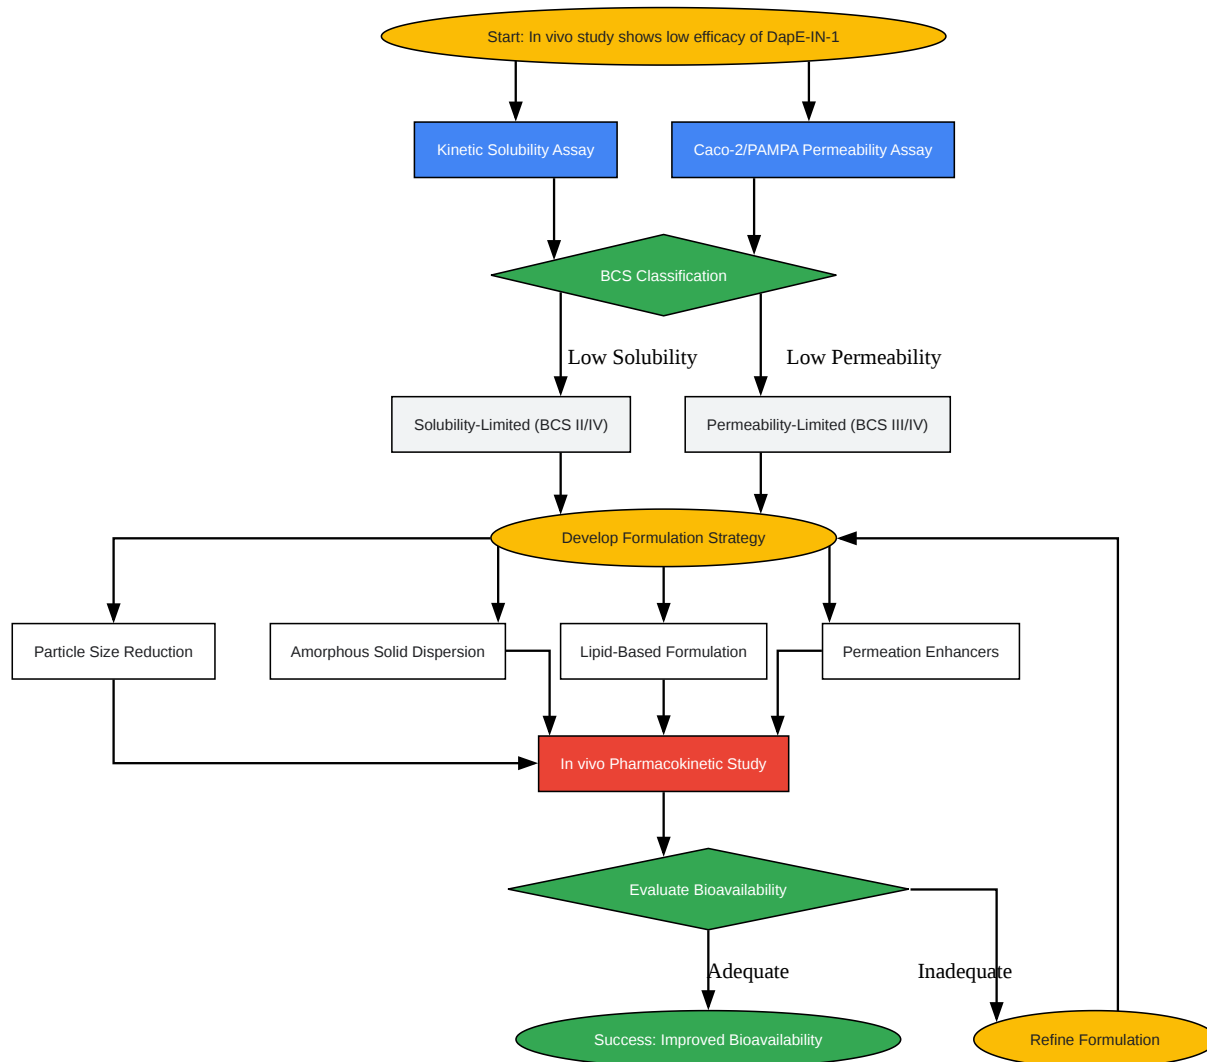 Start: In vivo study shows low efficacy of DapE-IN-1
Kinetic Solubility Assay
Caco-2/PAMPA Permeability Assay
BCS Classification
Low Solubility
Low Permeability
Solubility-Limited (BCS II/IV)
Permeability-Limited (BCS III/IV)
Develop Formulation Strategy
Particle Size Reduction
Amorphous Solid Dispersion
Lipid-Based Formulation
Permeation Enhancers
In vivo Pharmacokinetic Study
Evaluate Bioavailability
Adequate
Inadequate
Success: Improved Bioavailability
Refine Formulation